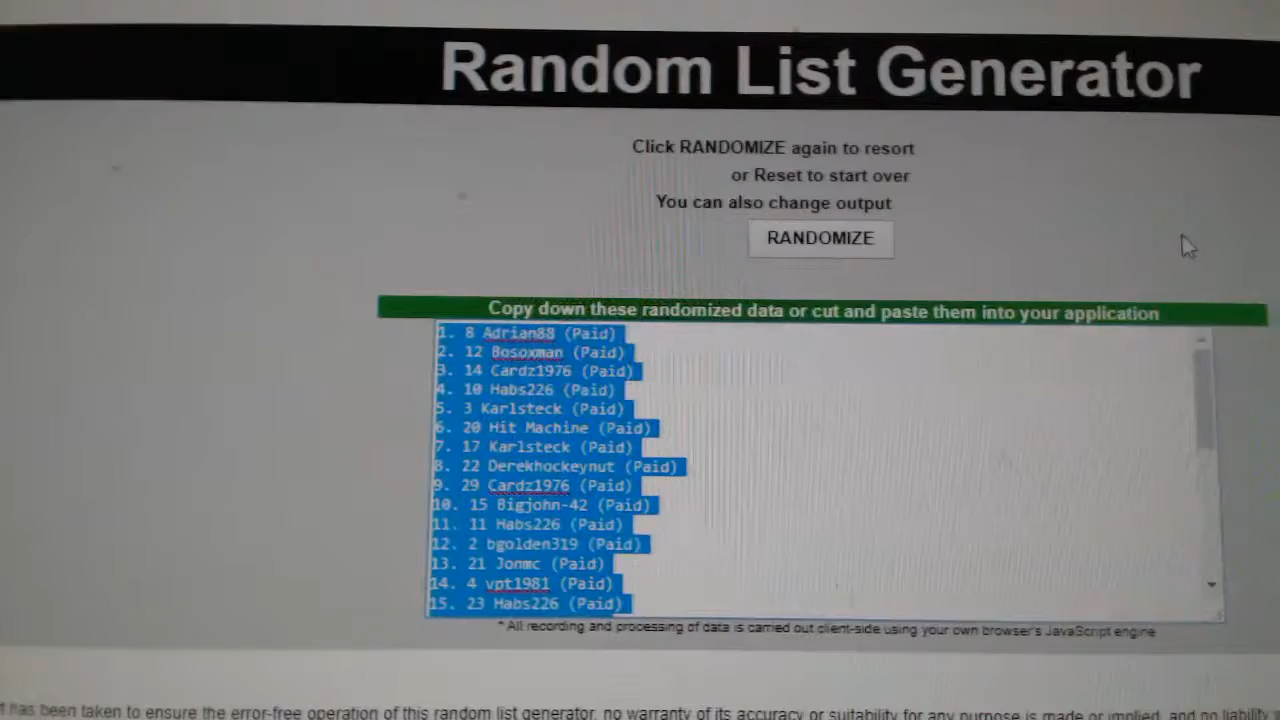 Random List Generator
Click RANDOMIZE again to resort
or Reset to start over
You can also change output
RANDOMIZE
Copy down these randomized data or cut and paste them into your application
1. 8 Adrian88 (Paid)
2. 12 Bosoxman (Paid)
3. 14 Cardz1976 (Paid)
4. 10 Habs226 (Paid)
5. 3 Karlsteck (Paid)
6. 20 Hit Machine (Paid)
7. 17 Karlsteck (Paid)
8. 22 Derekhockeynut (Paid)
9. 29 Cardz1976 (Paid)
10. 15 Bigjohn-42 (Paid)
11. 11 Habs226 (Paid)
12. 2 bgolden319 (Paid)
13. 21 Jonmc (Paid)
14. 4 vpt1981 (Paid)
15. 23 Habs226 (Paid)
* All recording and processing of data is carried out client-side using your own browser's JavaScript engine
has been taken to ensure the error-free operation of this random list generator, no warranty of its accuracy or suitability for any purpose is made or implied, and no liability